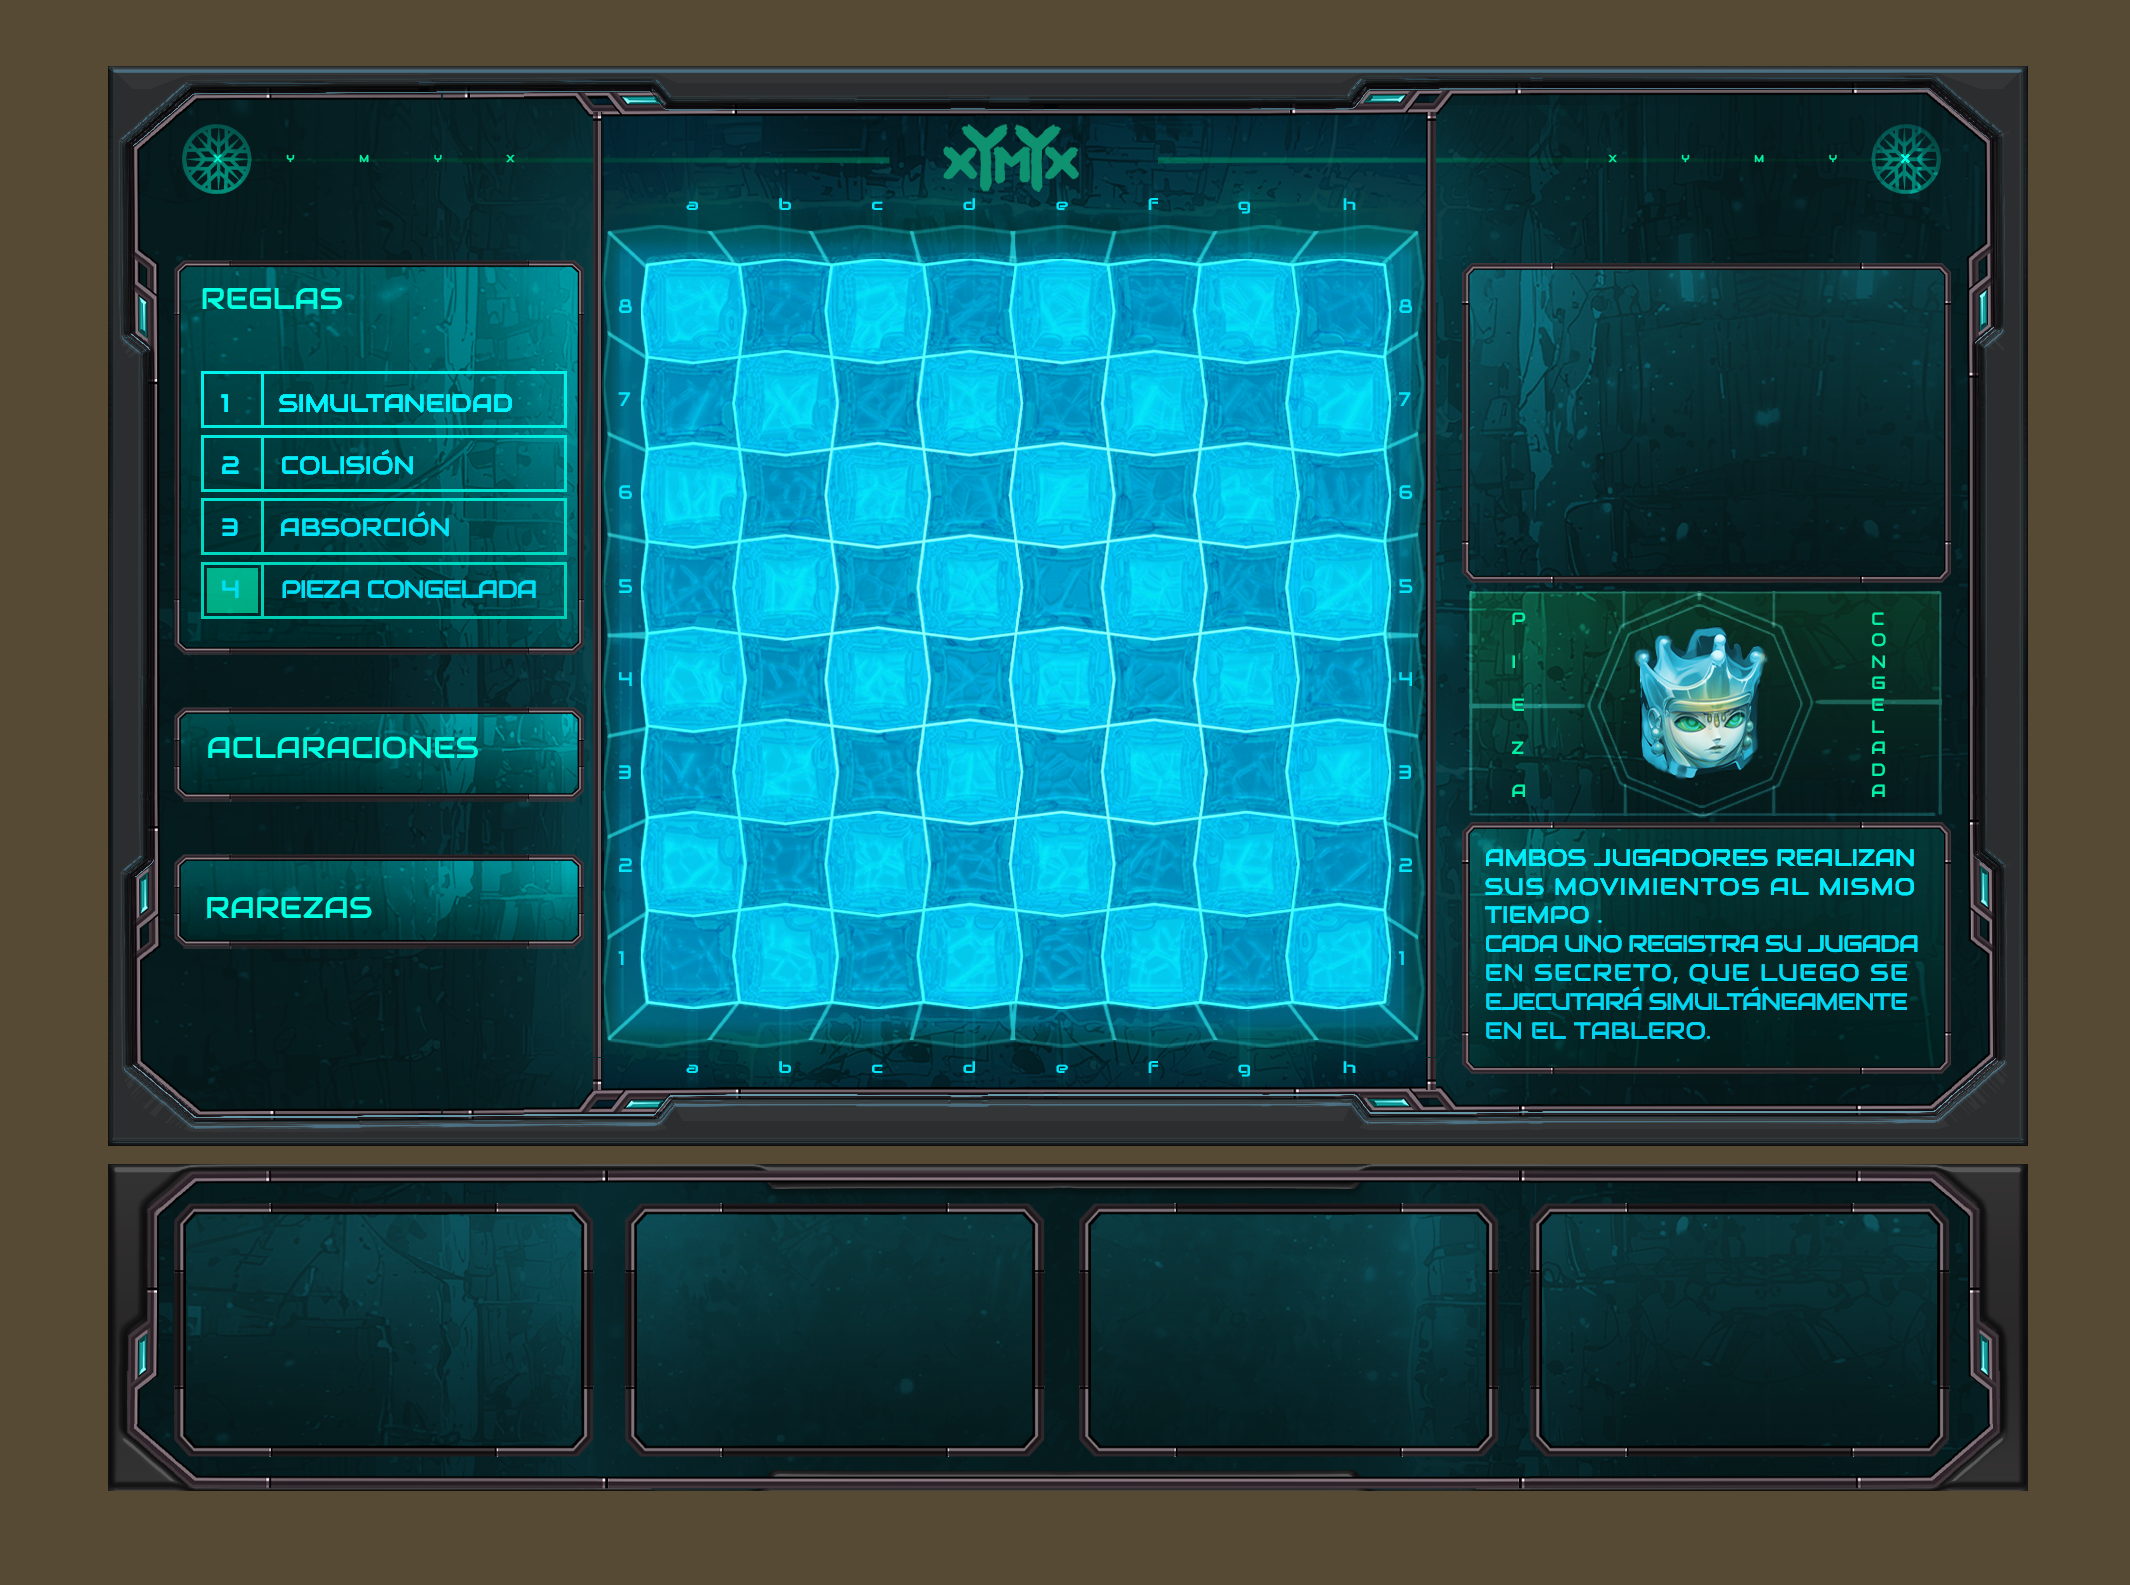 X Y M Y X
XYMYX
X Y M Y X
a b c d e f g h
REGLAS
1 SIMULTANEIDAD
2 COLISIÓN
3 ABSORCIÓN
4 PIEZA CONGELADA
ACLARACIONES
RAREZAS
8 8
7 7
6 6
5 5
4 4
3 3
2 2
1 1
a b c d e f g h
PIEZA
CONGELADA
AMBOS JUGADORES REALIZAN
SUS MOVIMIENTOS AL MISMO
TIEMPO .
CADA UNO REGISTRA SU JUGADA
EN SECRETO, QUE LUEGO SE
EJECUTARÁ SIMULTÁNEAMENTE
EN EL TABLERO.